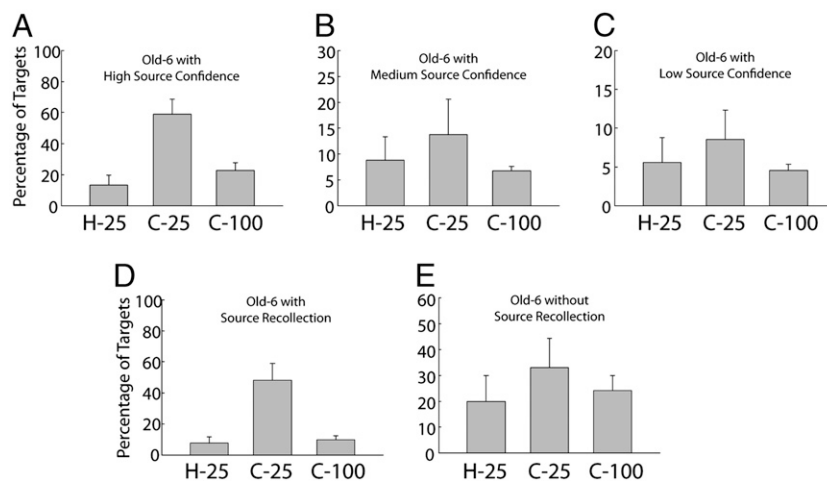 A
Old-6 with
High Source Confidence
Percentage of Targets
100
80
60
40
20
0
H-25 C-25 C-100
B
Old-6 with
Medium Source Confidence
30
25
20
15
10
5
0
H-25 C-25 C-100
C
Old-6 with
Low Source Confidence
20
15
10
5
0
H-25 C-25 C-100
D
Old-6 with
Source Recollection
Percentage of Targets
100
80
60
40
20
0
H-25 C-25 C-100
E
Old-6 without
Source Recollection
60
50
40
30
20
10
0
H-25 C-25 C-100